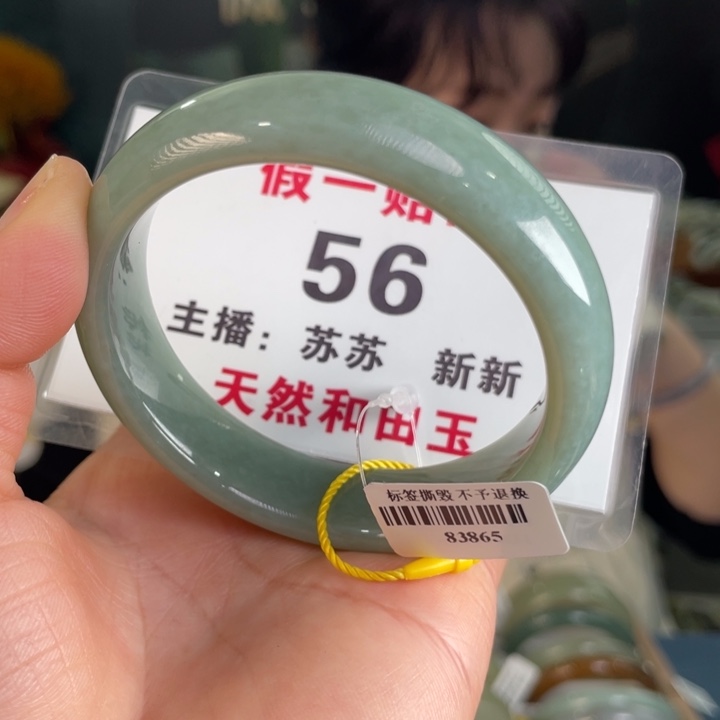 假一贴
56
主播：苏苏 新新
天然和田玉
标签撕毁 不予退换
83865